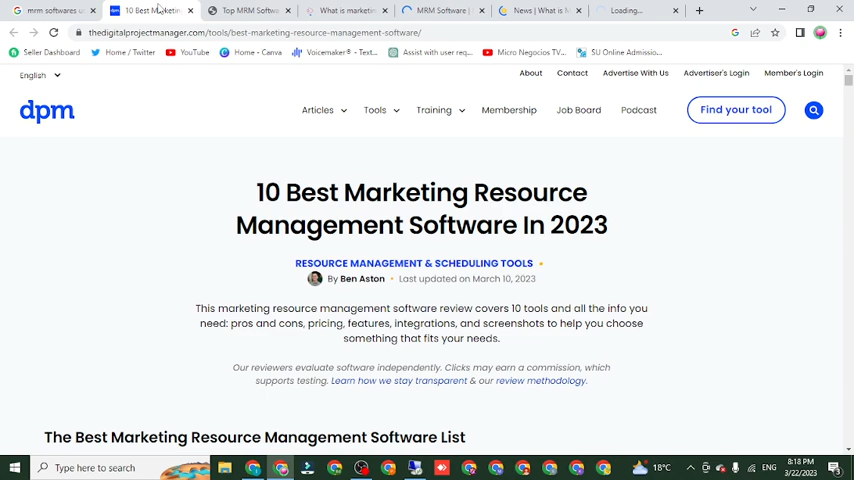 mrm softwares us
10 Best Marketin
Top MRM Softwa
What is marketin
MRM Software |
News | What is M
Loading...
thedigitalprojectmanager.com/tools/best-marketing-resource-management-software/
Seller Dashboard
Home / Twitter
YouTube
Home - Canva
Voicemaker® - Text...
Assist with user req...
Micro Negocios TV...
SU Online Admissio...
English
About
Contact
Advertise With Us
Advertiser's Login
Member's Login
dpm
Articles
Tools
Training
Membership
Job Board
Podcast
Find your tool
10 Best Marketing Resource
Management Software In 2023
RESOURCE MANAGEMENT & SCHEDULING TOOLS
By Ben Aston
Last updated on March 10, 2023
This marketing resource management software review covers 10 tools and all the info you
need: pros and cons, pricing, features, integrations, and screenshots to help you choose
something that fits your needs.
Our reviewers evaluate software independently. Clicks may earn a commission, which
supports testing. Learn how we stay transparent & our review methodology.
The Best Marketing Resource Management Software List
Type here to search
18°C
ENG
8:18 PM
3/22/2023